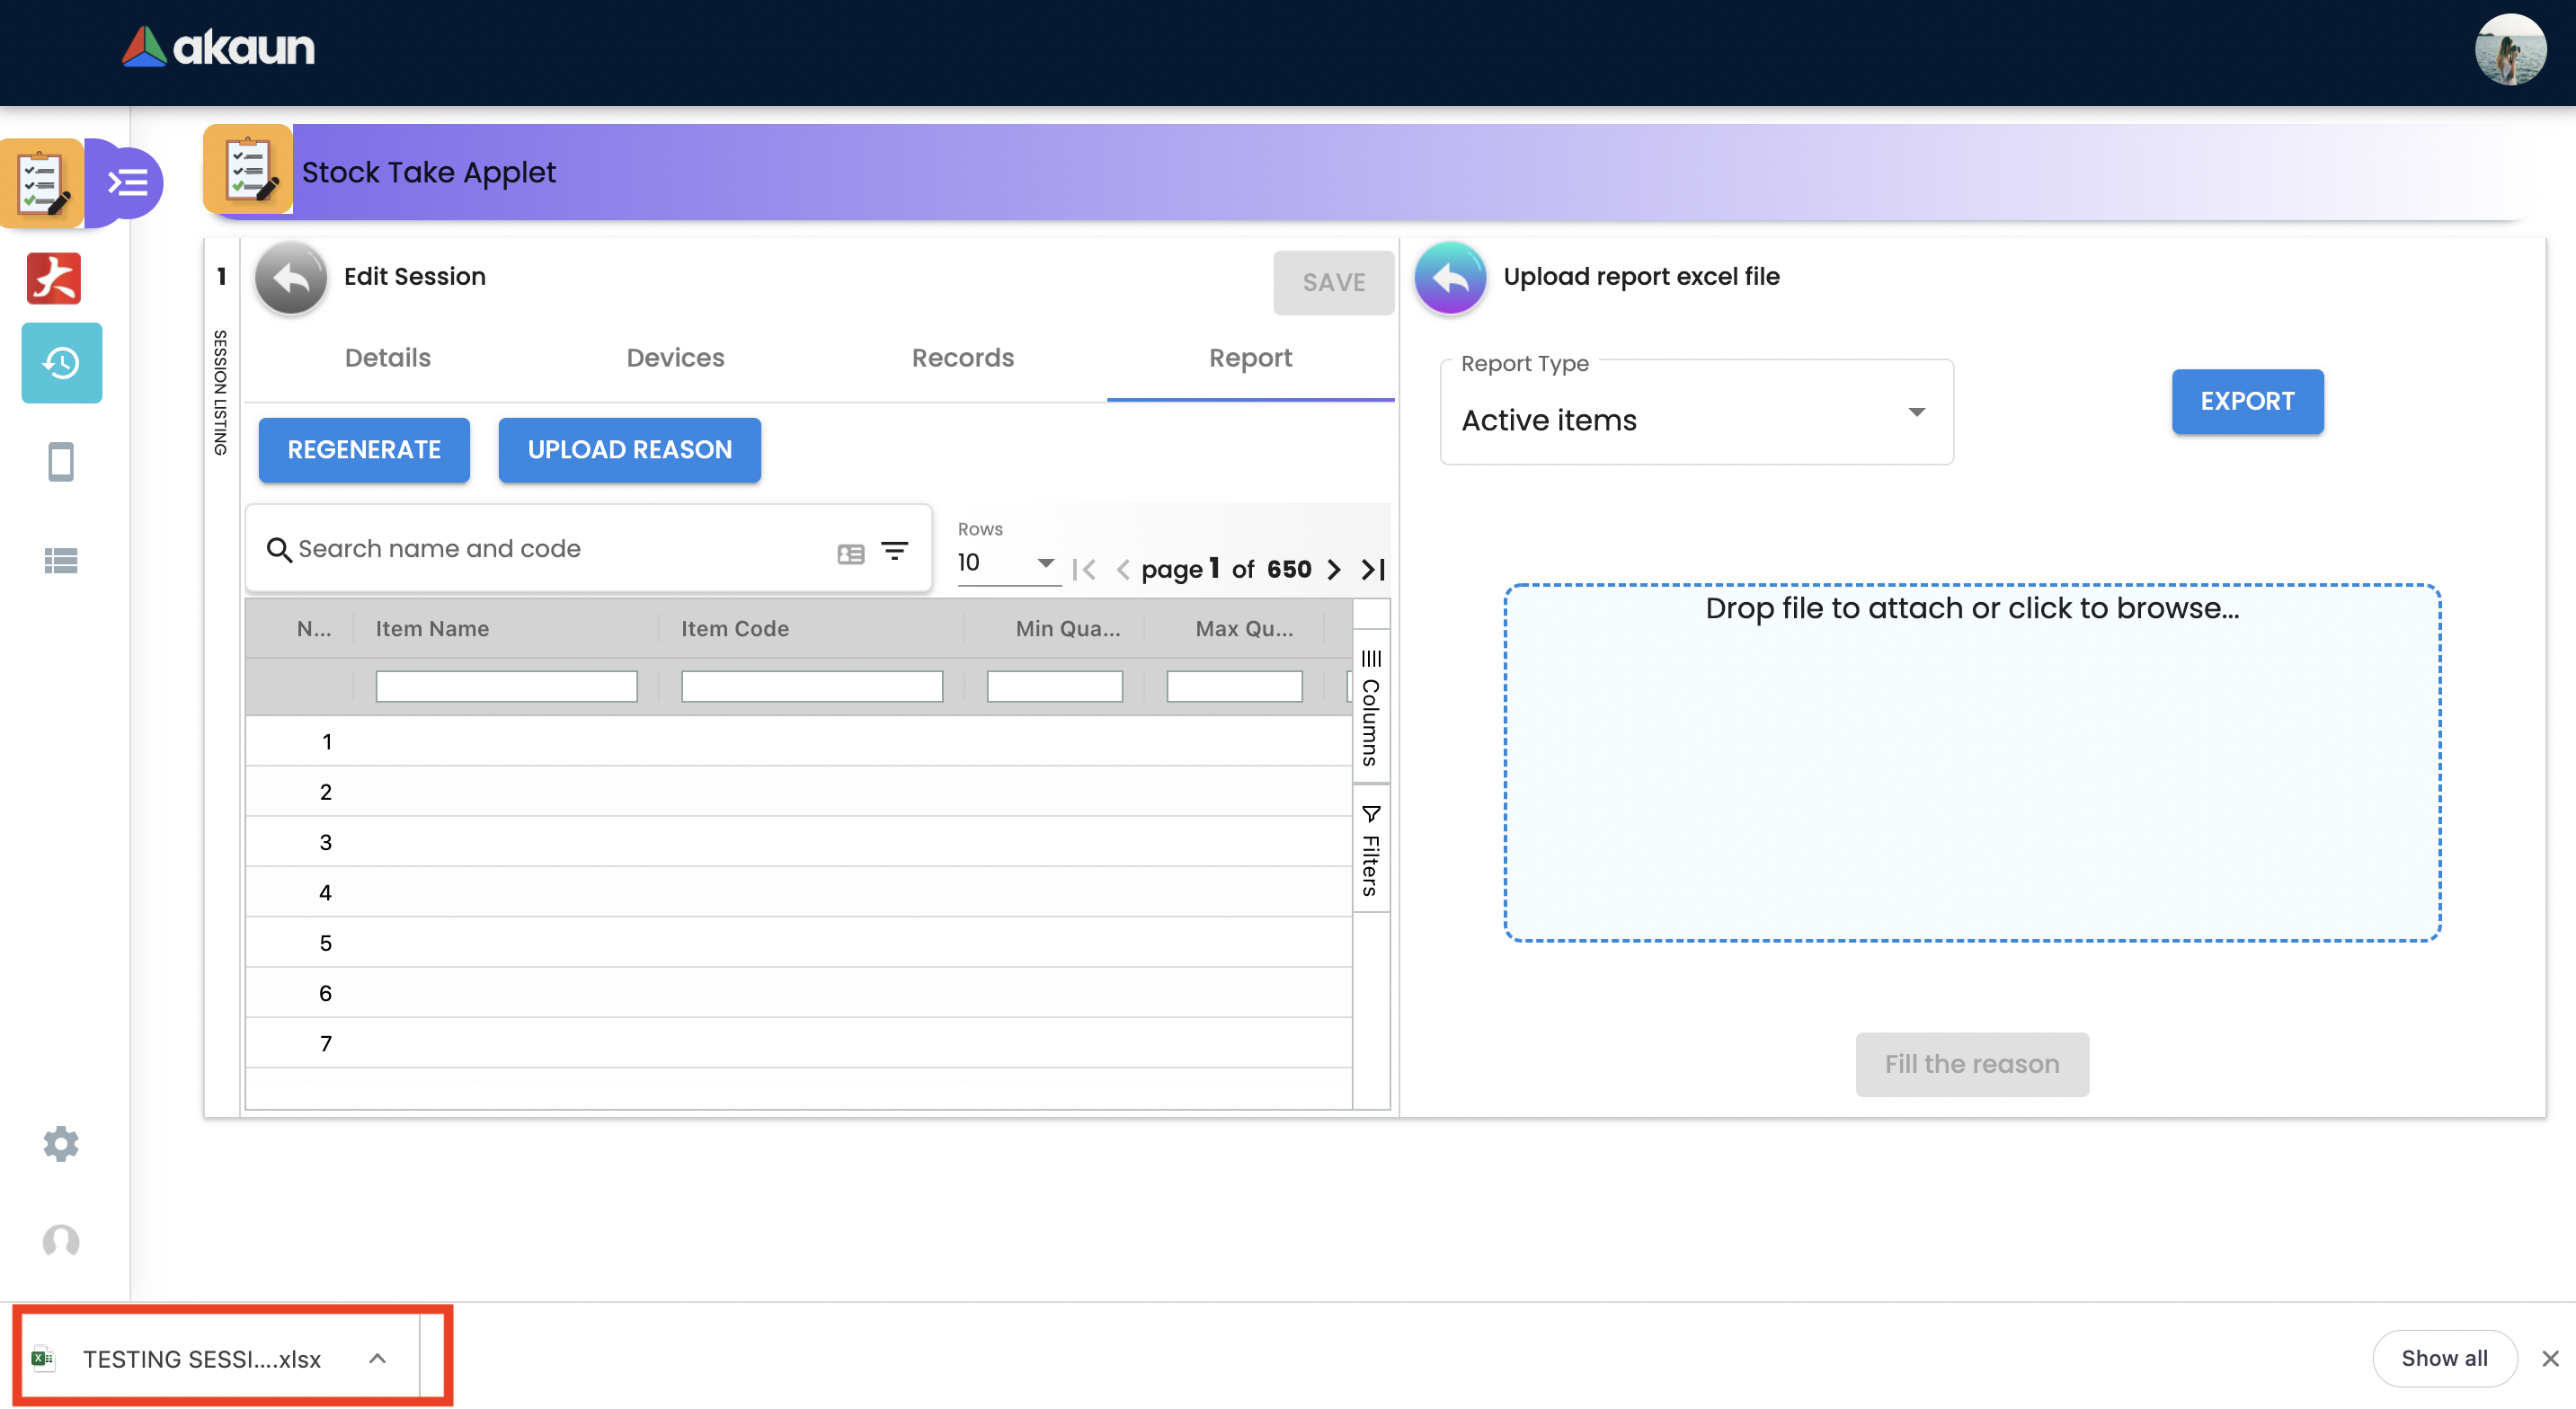 akaun
Stock Take Applet
1
SESSION LISTING
Edit Session
SAVE
Details
Devices
Records
Report
REGENERATE
UPLOAD REASON
Search name and code
Rows
10
page 1 of 650
N...
Item Name
Item Code
Min Qua...
Max Qu...
1
2
3
4
5
6
7
Columns
Filters
Upload report excel file
Report Type
Active items
EXPORT
Drop file to attach or click to browse...
Fill the reason
TESTING SESSI....xlsx
Show all